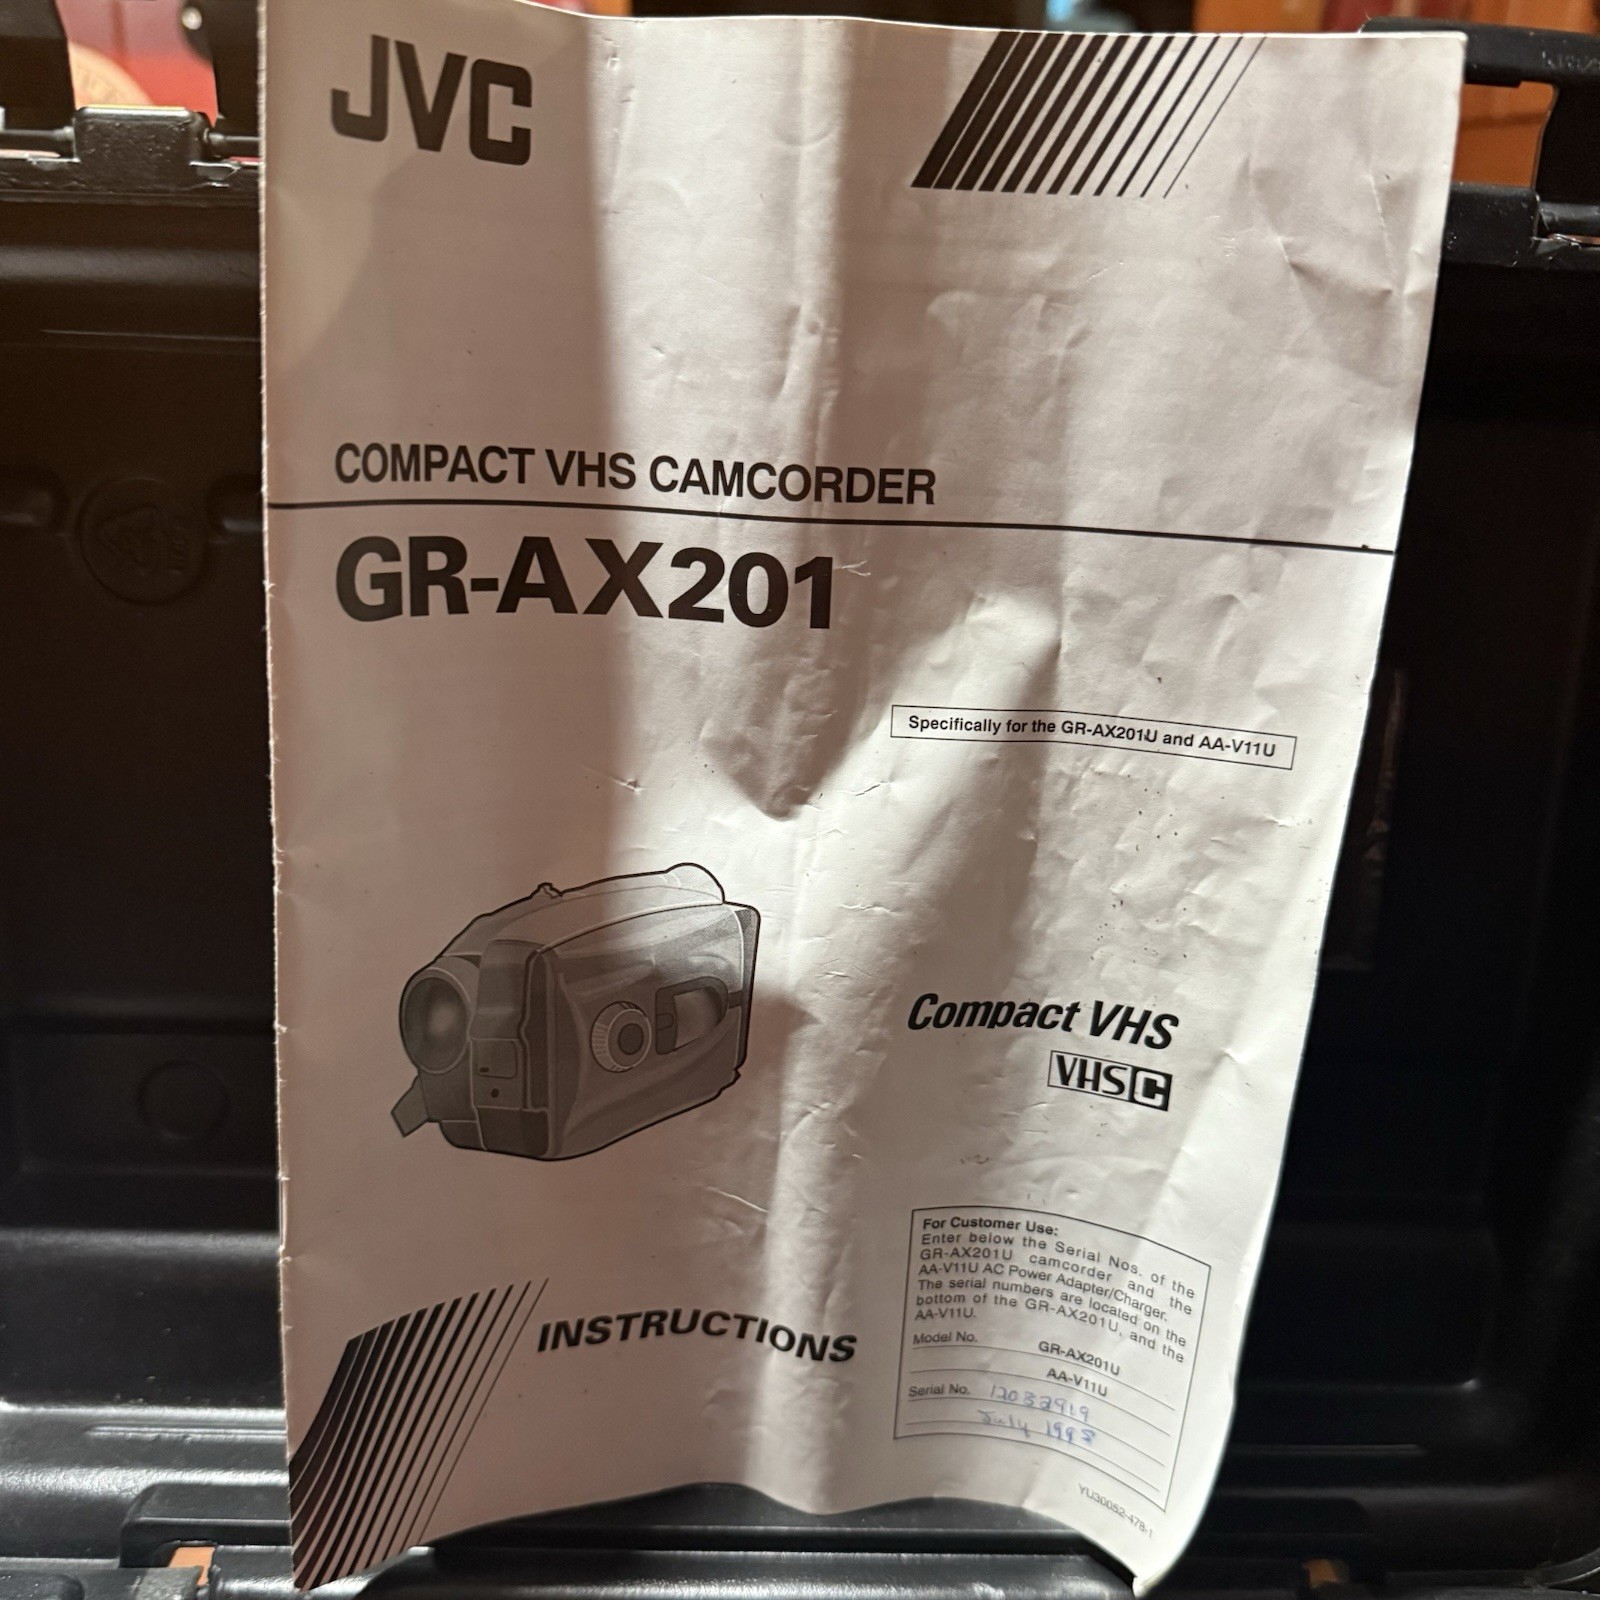 JVC
COMPACT VHS CAMCORDER
GR-AX201
Specifically for the GR-AX201U and AA-V11U
Compact VHS
VHS C
For Customer Use:
Enter below the Serial Nos. of the
GR-AX201U camcorder and the
AA-V11U AC Power Adapter/Charger.
The serial numbers are located on the
bottom of the GR-AX201U, and the
AA-V11U.
Model No. GR-AX201U
AA-V11U
Serial No. 12032919
July 1995
INSTRUCTIONS
YU30052-478-1